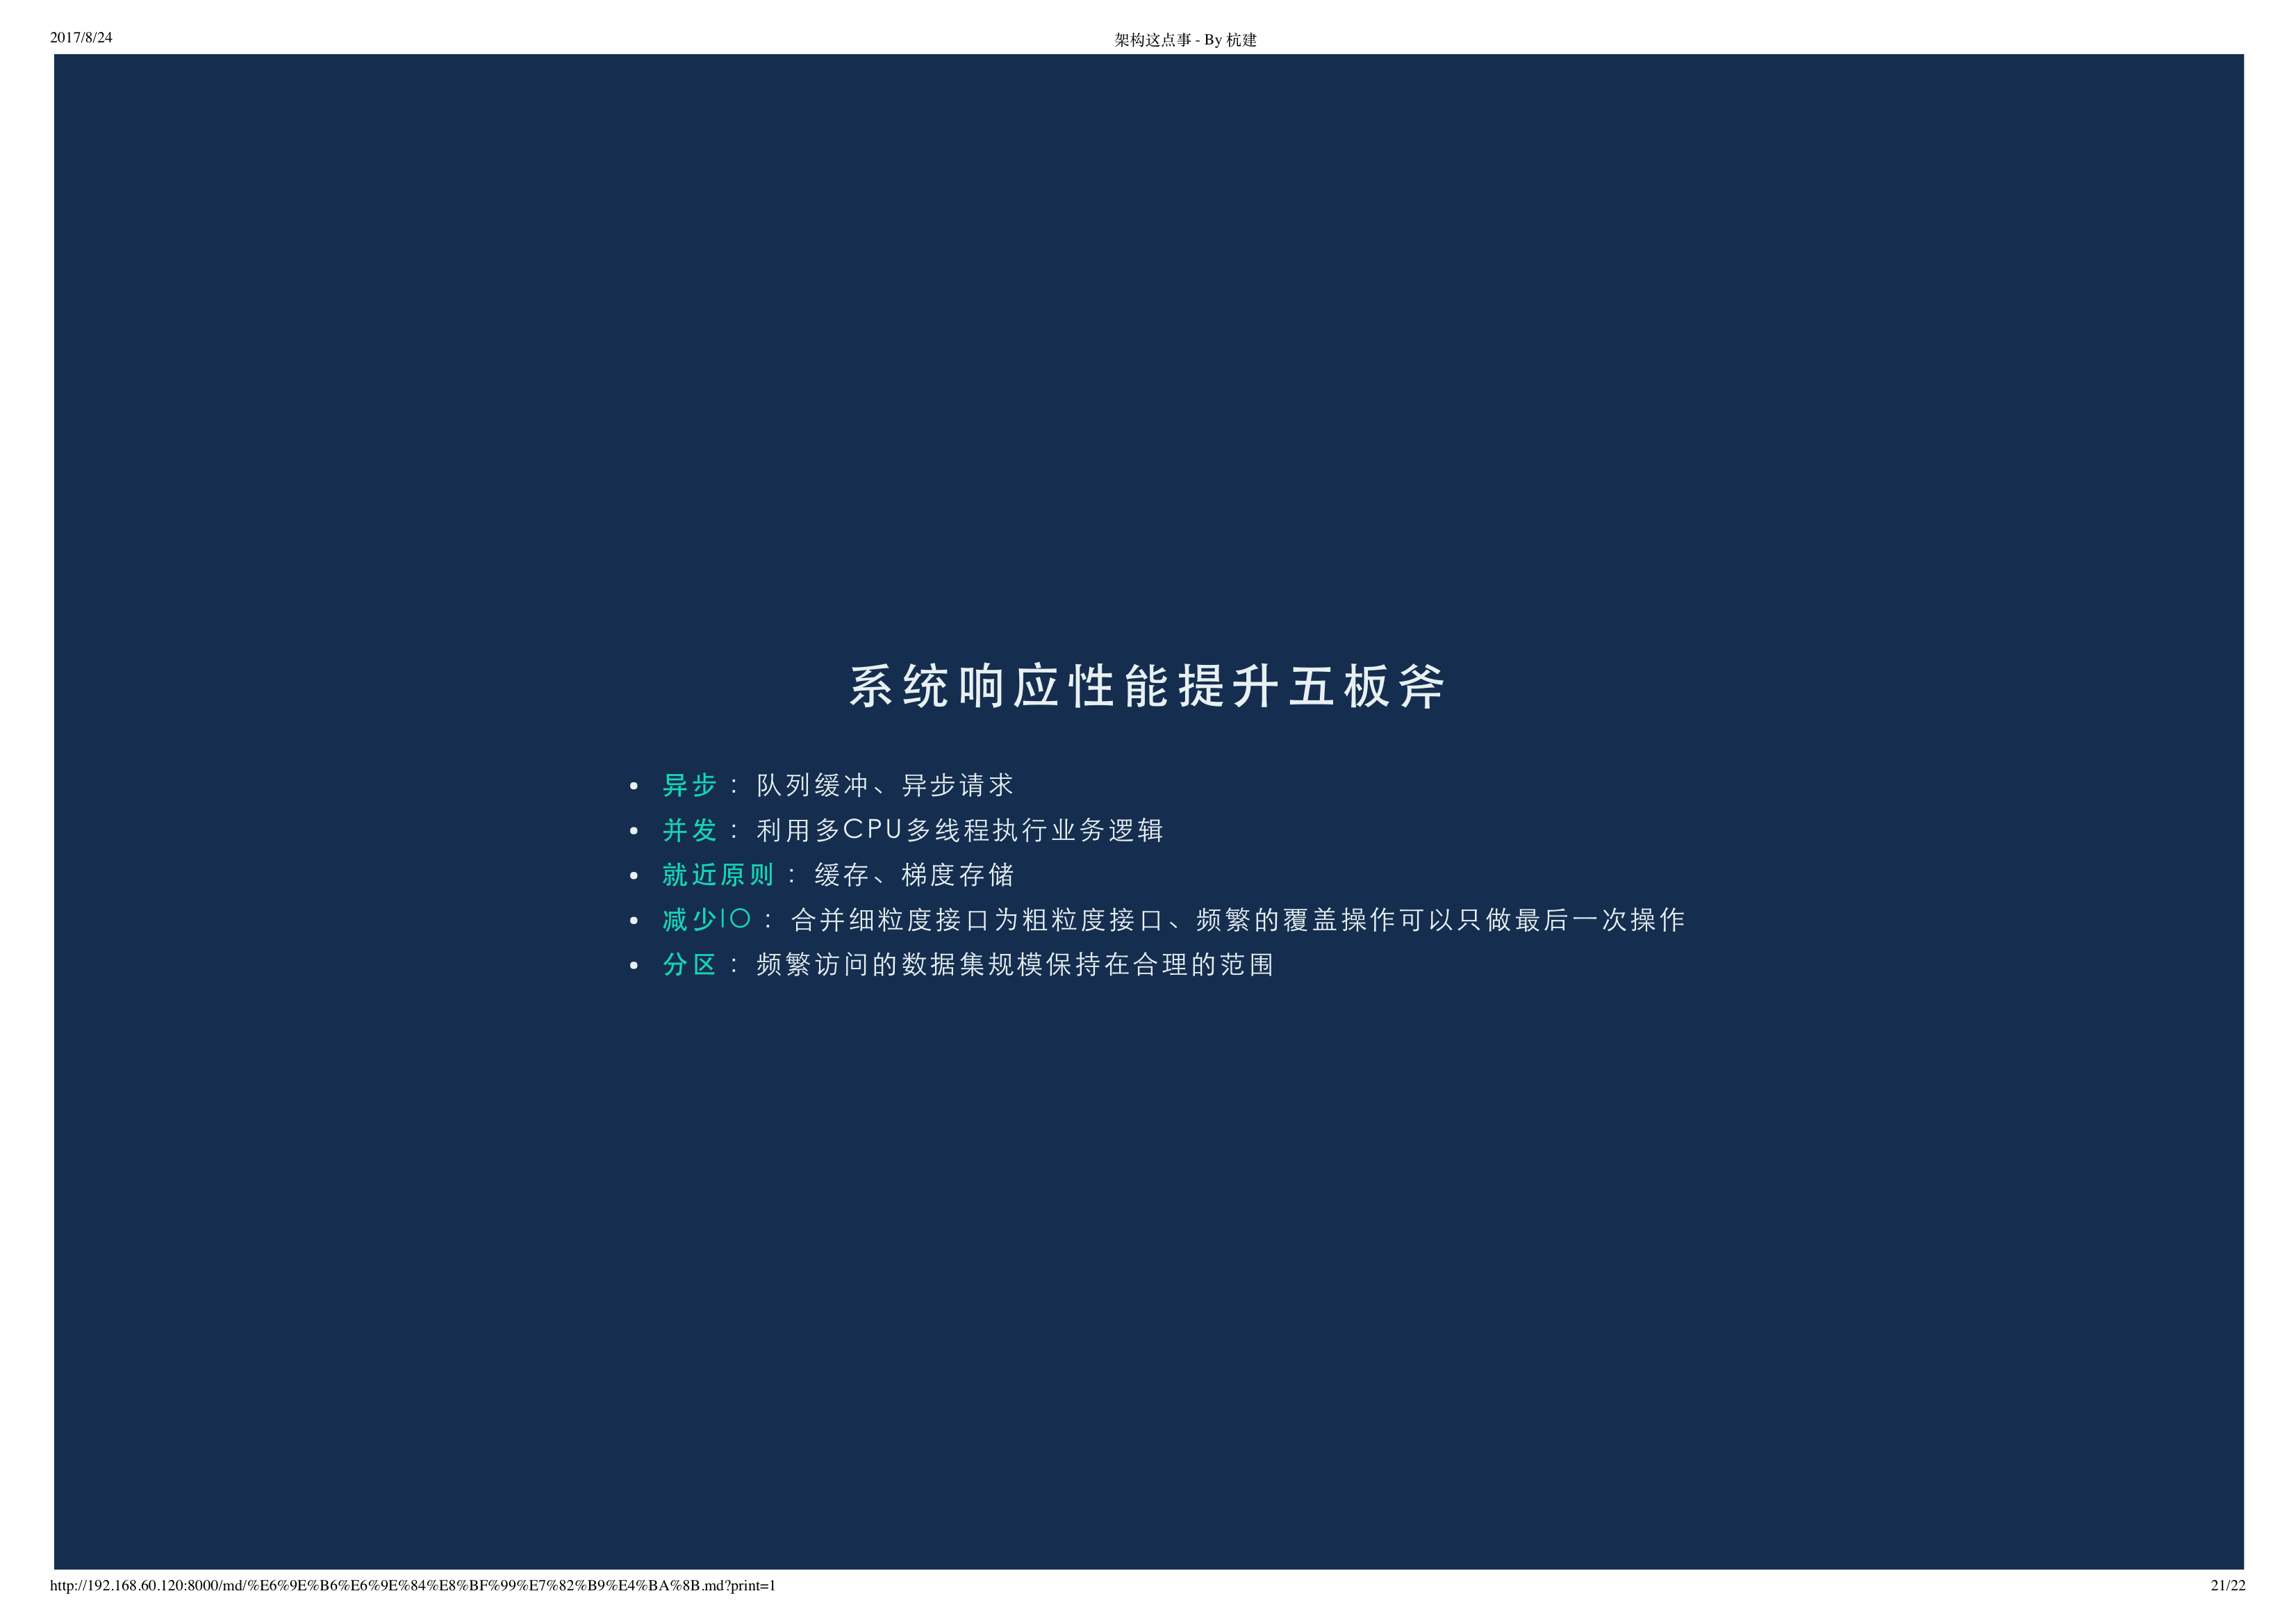 2017/8/24
架构这点事 - By 杭建
系统响应性能提升五板斧
• 异步：队列缓冲、异步请求
• 并发：利用多CPU多线程执行业务逻辑
• 就近原则：缓存、梯度存储
• 减少IO：合并细粒度接口为粗粒度接口、频繁的覆盖操作可以只做最后一次操作
• 分区：频繁访问的数据集规模保持在合理的范围
http://192.168.60.120:8000/md/%E6%9E%B6%E6%9E%84%E8%BF%99%E7%82%B9%E4%BA%8B.md?print=1
21/22